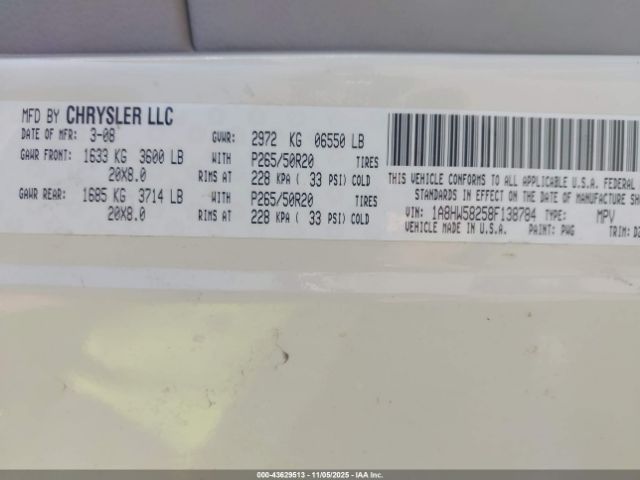 MFD BY CHRYSLER LLC
DATE OF MFR: 3-08 GVWR: 2972 KG 06550 LB
GAWR FRONT: 1633 KG 3600 LB WITH P265/50R20 TIRES
20X8.0 RIMS AT 228 KPA ( 33 PSI) COLD
GAWR REAR: 1685 KG 3714 LB WITH P265/50R20 TIRES
20X8.0 RIMS AT 228 KPA ( 33 PSI) COLD
THIS VEHICLE CONFORMS TO ALL APPLICABLE U.S.A. FEDERAL
STANDARDS IN EFFECT ON THE DATE OF MANUFACTURE SH
VIN: 1A8HW58258F138784 TYPE: MPV
VEHICLE MADE IN U.S.A. PAINT: PWG TRIM: DZ
000-43629513 - 11/05/2025 - IAA Inc.